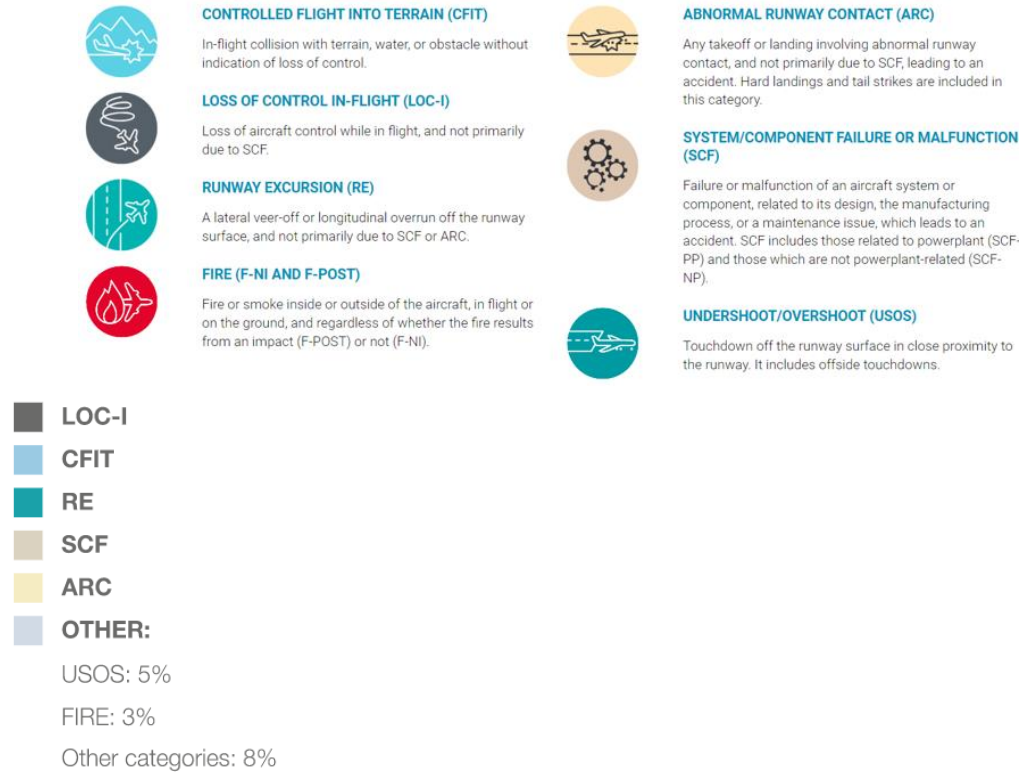 CONTROLLED FLIGHT INTO TERRAIN (CFIT)
In-flight collision with terrain, water, or obstacle without
indication of loss of control.
LOSS OF CONTROL IN-FLIGHT (LOC-I)
Loss of aircraft control while in flight, and not primarily
due to SCF.
RUNWAY EXCURSION (RE)
A lateral veer-off or longitudinal overrun off the runway
surface, and not primarily due to SCF or ARC.
FIRE (F-NI AND F-POST)
Fire or smoke inside or outside of the aircraft, in flight or
on the ground, and regardless of whether the fire results
from an impact (F-POST) or not (F-NI).
ABNORMAL RUNWAY CONTACT (ARC)
Any takeoff or landing involving abnormal runway
contact, and not primarily due to SCF, leading to an
accident. Hard landings and tail strikes are included in
this category.
SYSTEM/COMPONENT FAILURE OR MALFUNCTION
(SCF)
Failure or malfunction of an aircraft system or
component, related to its design, the manufacturing
process, or a maintenance issue, which leads to an
accident. SCF includes those related to powerplant (SCF-
PP) and those which are not powerplant-related (SCF-
NP).
UNDERSHOOT/OVERSHOOT (USOS)
Touchdown off the runway surface in close proximity to
the runway. It includes offside touchdowns.
LOC-I
CFIT
RE
SCF
ARC
OTHER:
USOS: 5%
FIRE: 3%
Other categories: 8%